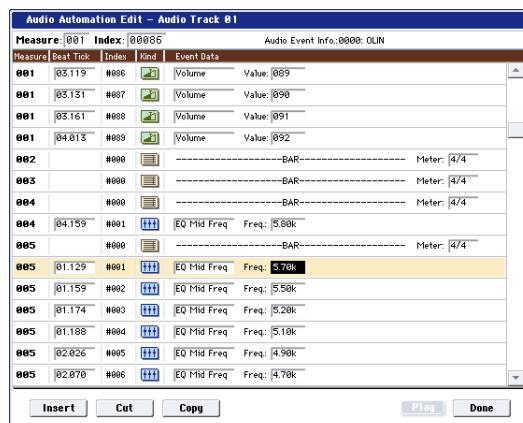 Audio Automation Edit – Audio Track 01
Measure: 001 Index: 00086 Audio Event Info.:0000: OLIN
Measure Beat Tick Index Kind Event Data
001 03.119 #086 Volume Value: 089
001 03.131 #087 Volume Value: 090
001 03.161 #088 Volume Value: 091
001 04.013 #089 Volume Value: 092
002 #000 ---------------------BAR--------------------- Meter: 4/4
003 #000 ---------------------BAR--------------------- Meter: 4/4
004 #000 ---------------------BAR--------------------- Meter: 4/4
004 04.159 #001 EQ Mid Freq Freq.: 5.80k
005 #000 ---------------------BAR--------------------- Meter: 4/4
005 01.129 #001 EQ Mid Freq Freq.: 5.70k
005 01.159 #002 EQ Mid Freq Freq.: 5.50k
005 01.174 #003 EQ Mid Freq Freq.: 5.20k
005 01.188 #004 EQ Mid Freq Freq.: 5.10k
005 02.026 #005 EQ Mid Freq Freq.: 4.90k
005 02.070 #006 EQ Mid Freq Freq.: 4.70k
Insert Cut Copy Play Done